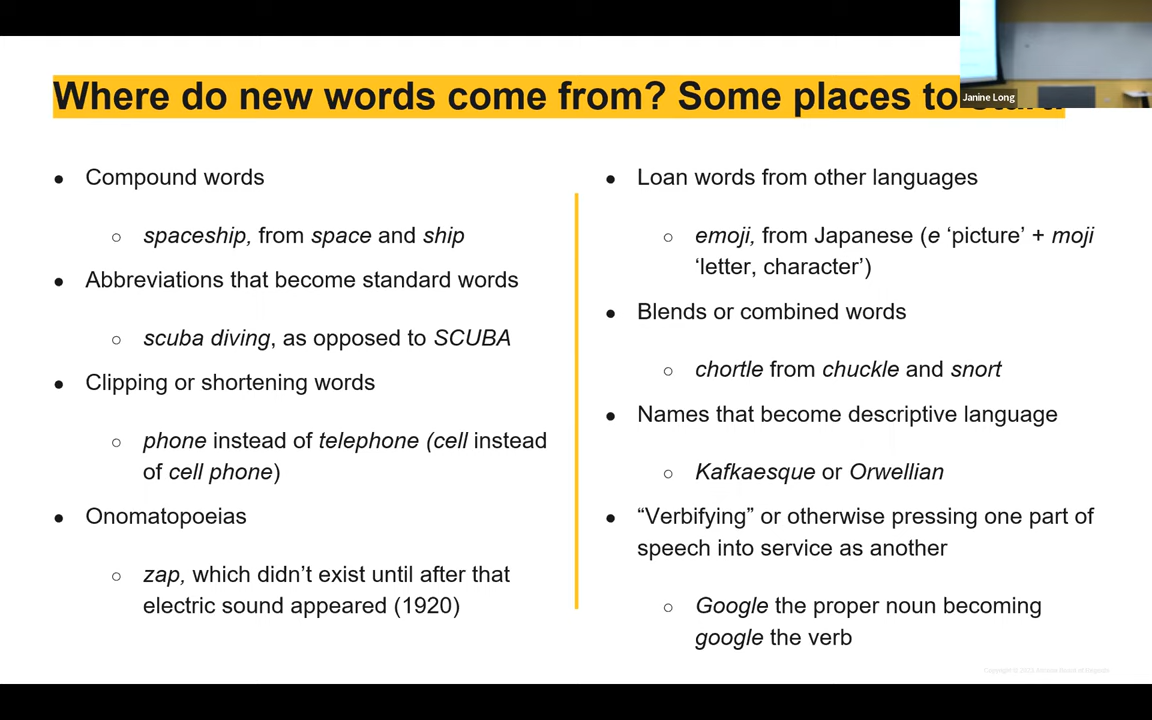 Where do new words come from? Some places to
Janine Long
● Compound words
○ spaceship, from space and ship
● Abbreviations that become standard words
○ scuba diving, as opposed to SCUBA
● Clipping or shortening words
○ phone instead of telephone (cell instead
of cell phone)
● Onomatopoeias
○ zap, which didn’t exist until after that
electric sound appeared (1920)
● Loan words from other languages
○ emoji, from Japanese (e ‘picture’ + moji
‘letter, character’)
● Blends or combined words
○ chortle from chuckle and snort
● Names that become descriptive language
○ Kafkaesque or Orwellian
● “Verbifying” or otherwise pressing one part of
speech into service as another
○ Google the proper noun becoming
google the verb